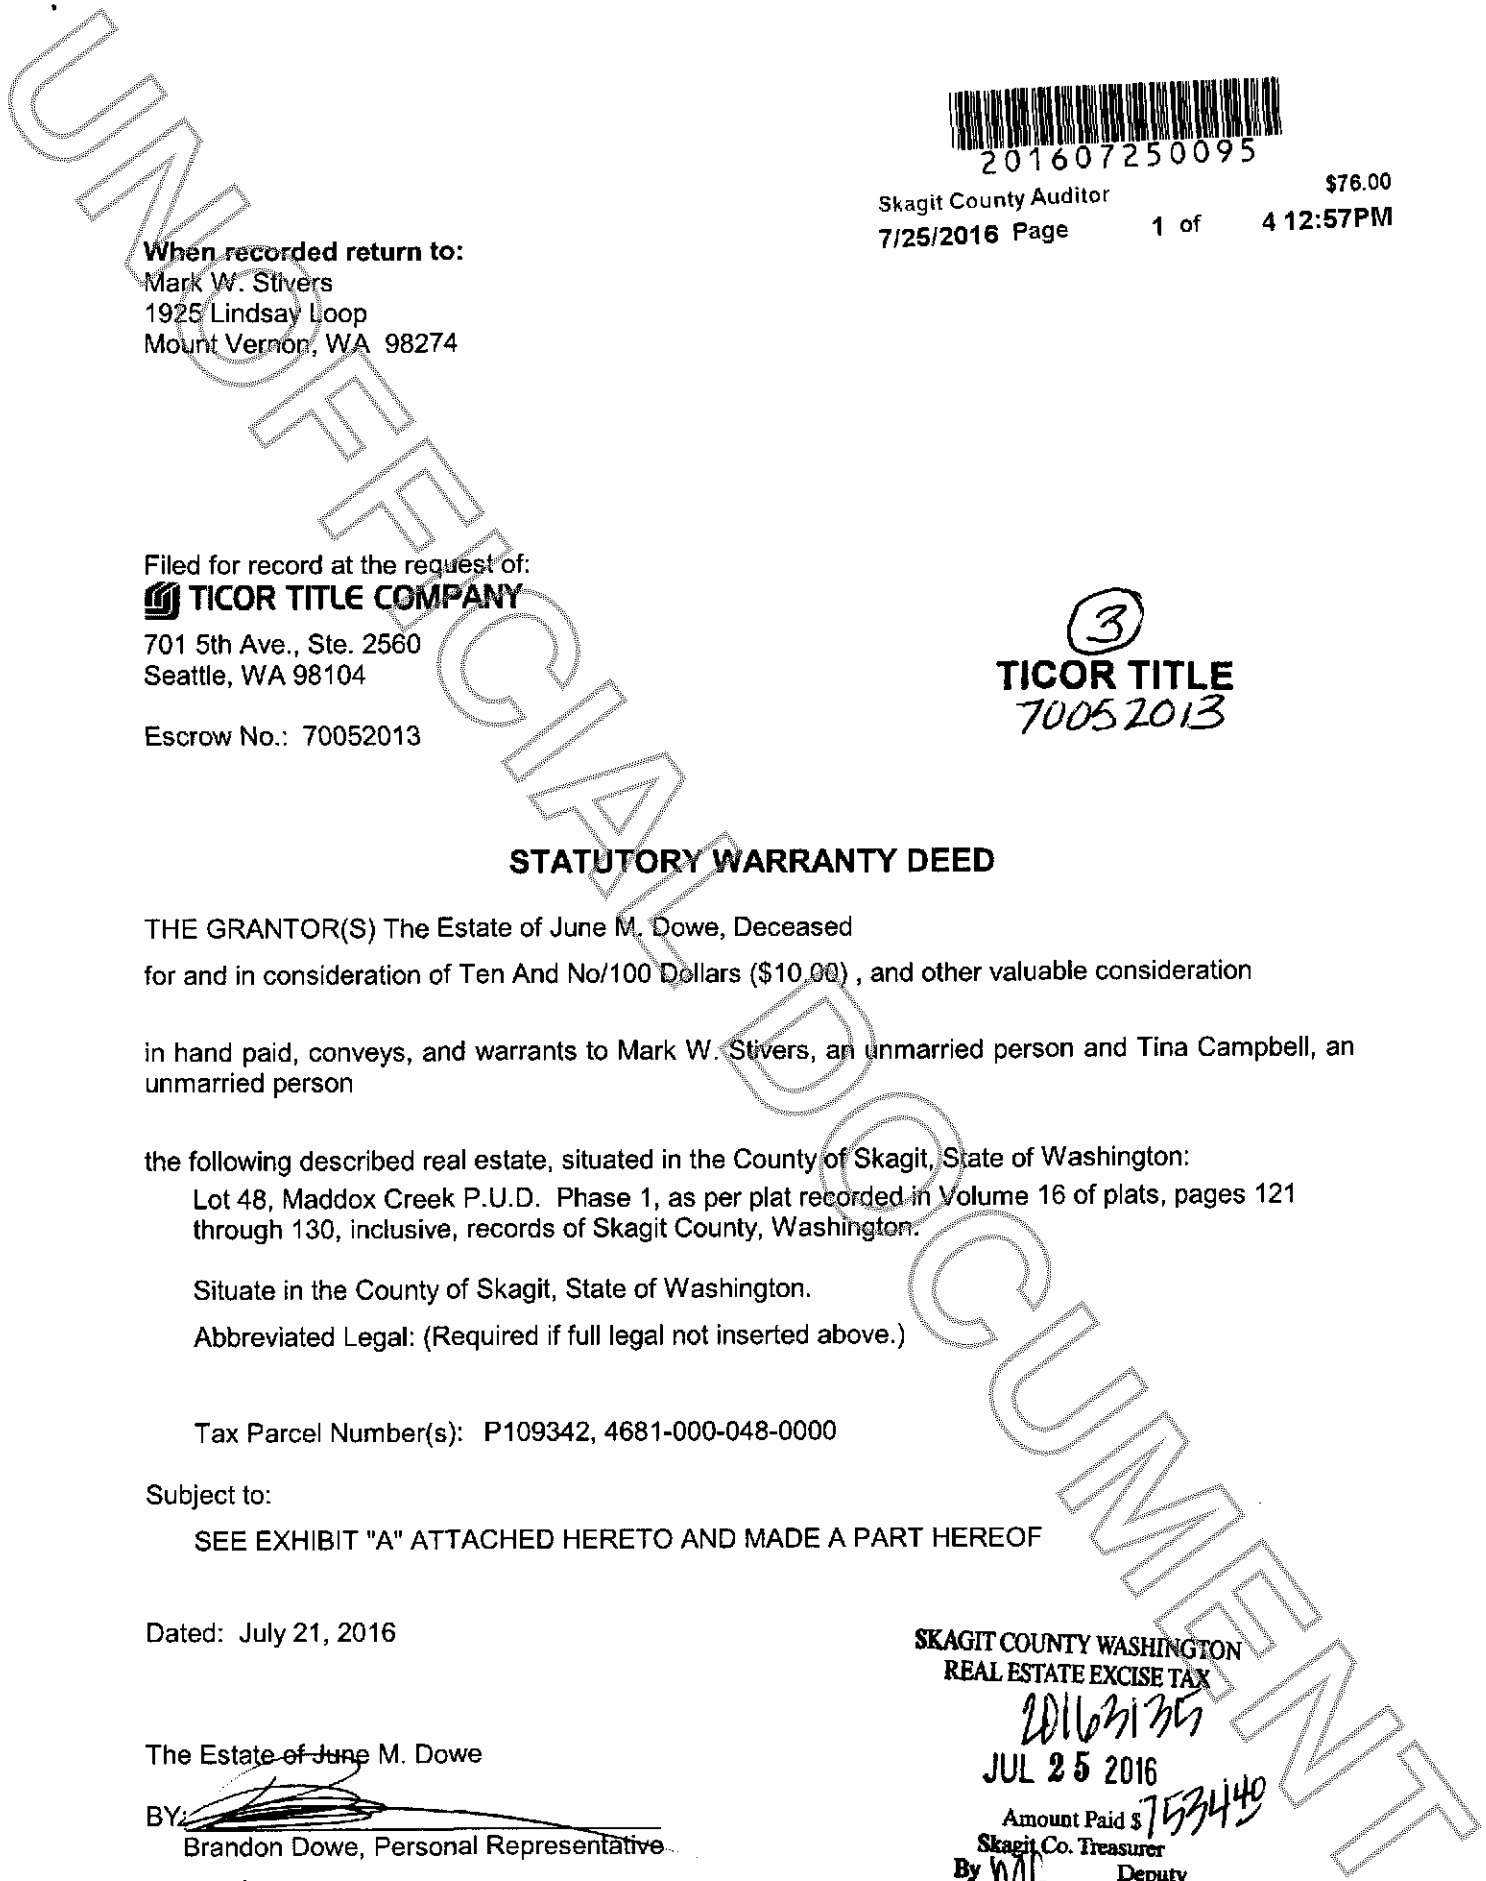 201607250095
Skagit County Auditor $76.00
7/25/2016 Page 1 of 4 12:57PM
When recorded return to:
Mark W. Stivers
1925 Lindsay Loop
Mount Vernon, WA 98274
Filed for record at the request of:
TICOR TITLE COMPANY
701 5th Ave., Ste. 2560
Seattle, WA 98104
Escrow No.: 70052013
3
TICOR TITLE
70052013
STATUTORY WARRANTY DEED
THE GRANTOR(S) The Estate of June M. Dowe, Deceased
for and in consideration of Ten And No/100 Dollars ($10.00) , and other valuable consideration
in hand paid, conveys, and warrants to Mark W. Stivers, an unmarried person and Tina Campbell, an
unmarried person
the following described real estate, situated in the County of Skagit, State of Washington:
Lot 48, Maddox Creek P.U.D. Phase 1, as per plat recorded in Volume 16 of plats, pages 121
through 130, inclusive, records of Skagit County, Washington.
Situate in the County of Skagit, State of Washington.
Abbreviated Legal: (Required if full legal not inserted above.)
Tax Parcel Number(s): P109342, 4681-000-048-0000
Subject to:
SEE EXHIBIT "A" ATTACHED HERETO AND MADE A PART HEREOF
Dated: July 21, 2016
The Estate of June M. Dowe
BY:
Brandon Dowe, Personal Representative
SKAGIT COUNTY WASHINGTON
REAL ESTATE EXCISE TAX
20163135
JUL 25 2016
Amount Paid $ 7534.40
Skagit Co. Treasurer
By Deputy
UNOFFICIAL DOCUMENT